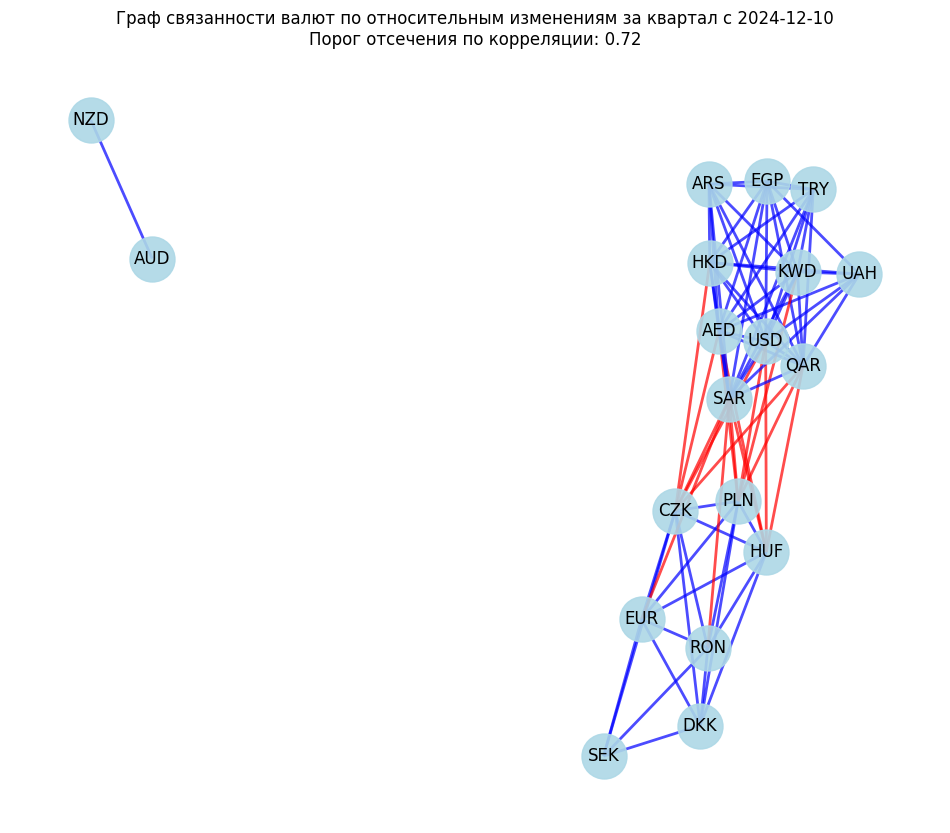 Граф связанности валют по относительным изменениям за квартал с 2024-12-10
Порог отсечения по корреляции: 0.72
NZD
AUD
ARS
EGP
TRY
HKD
KWD
UAH
AED
USD
QAR
SAR
CZK
PLN
HUF
EUR
RON
DKK
SEK